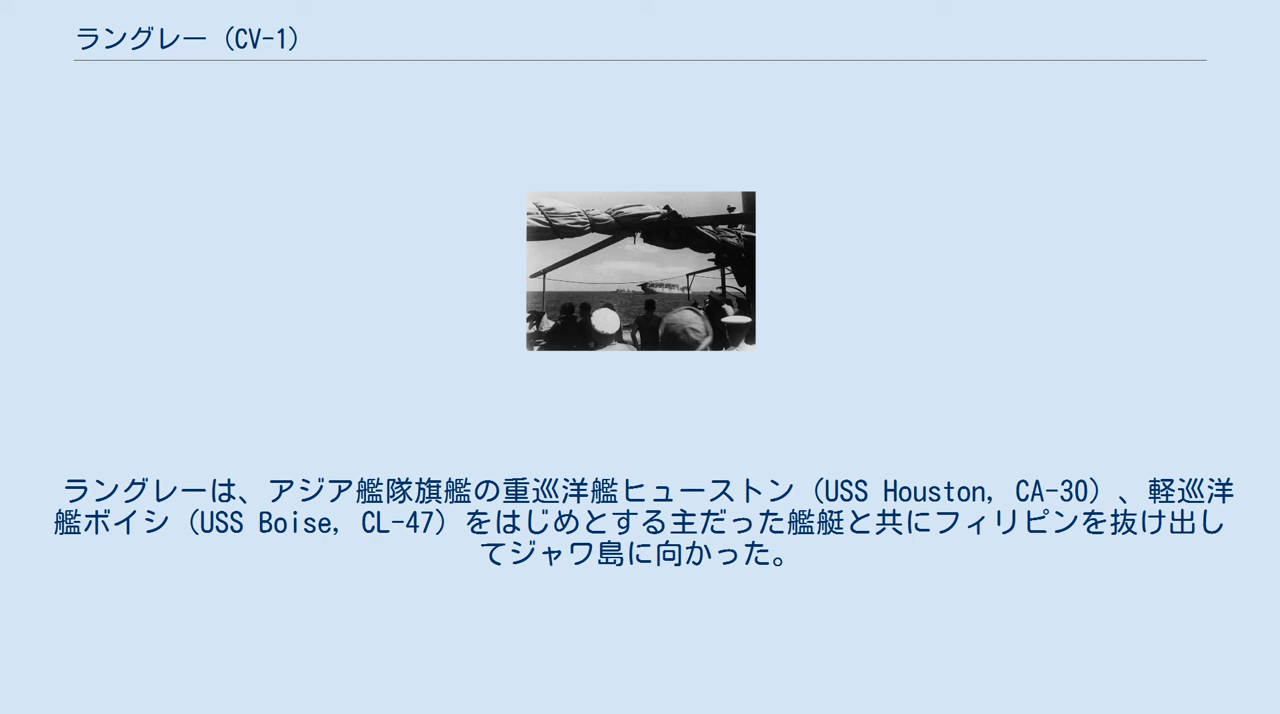 ラングレー（CV-1）
ラングレーは、アジア艦隊旗艦の重巡洋艦ヒューストン（USS Houston, CA-30）、軽巡洋
艦ボイシ（USS Boise, CL-47）をはじめとする主だった艦艇と共にフィリピンを抜け出し
てジャワ島に向かった。